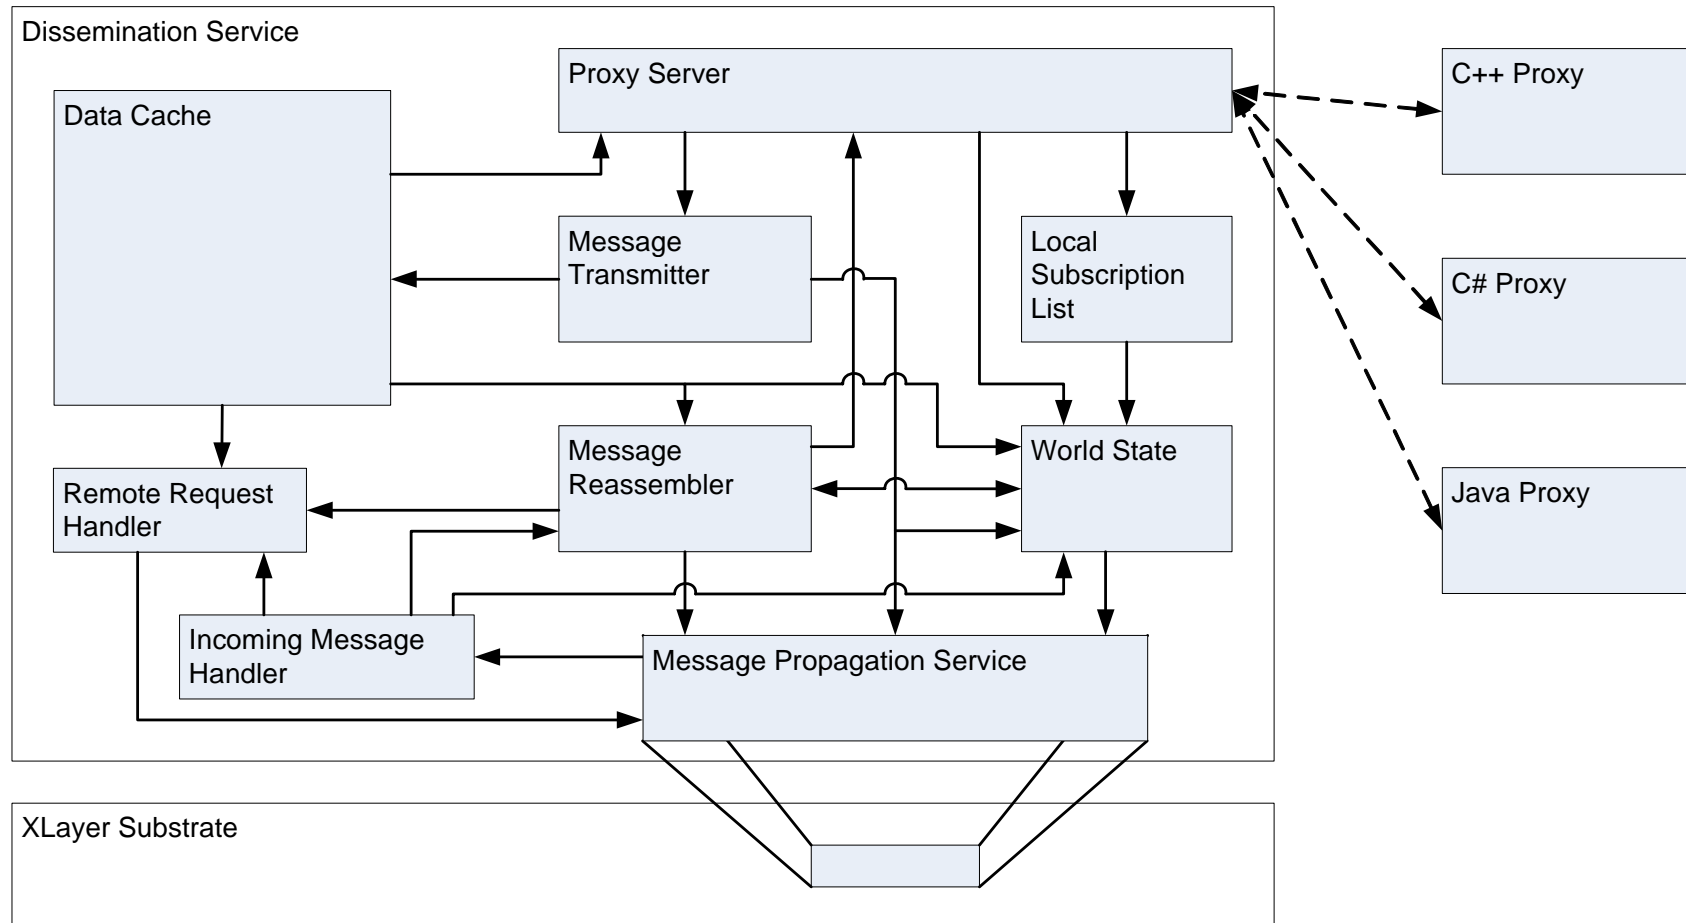 Dissemination Service
Proxy Server
C++ Proxy
Data Cache
Message
Transmitter
Local
Subscription
List
C# Proxy
Message
Reassembler
World State
Remote Request
Handler
Java Proxy
Incoming Message
Handler
Message Propagation Service
XLayer Substrate